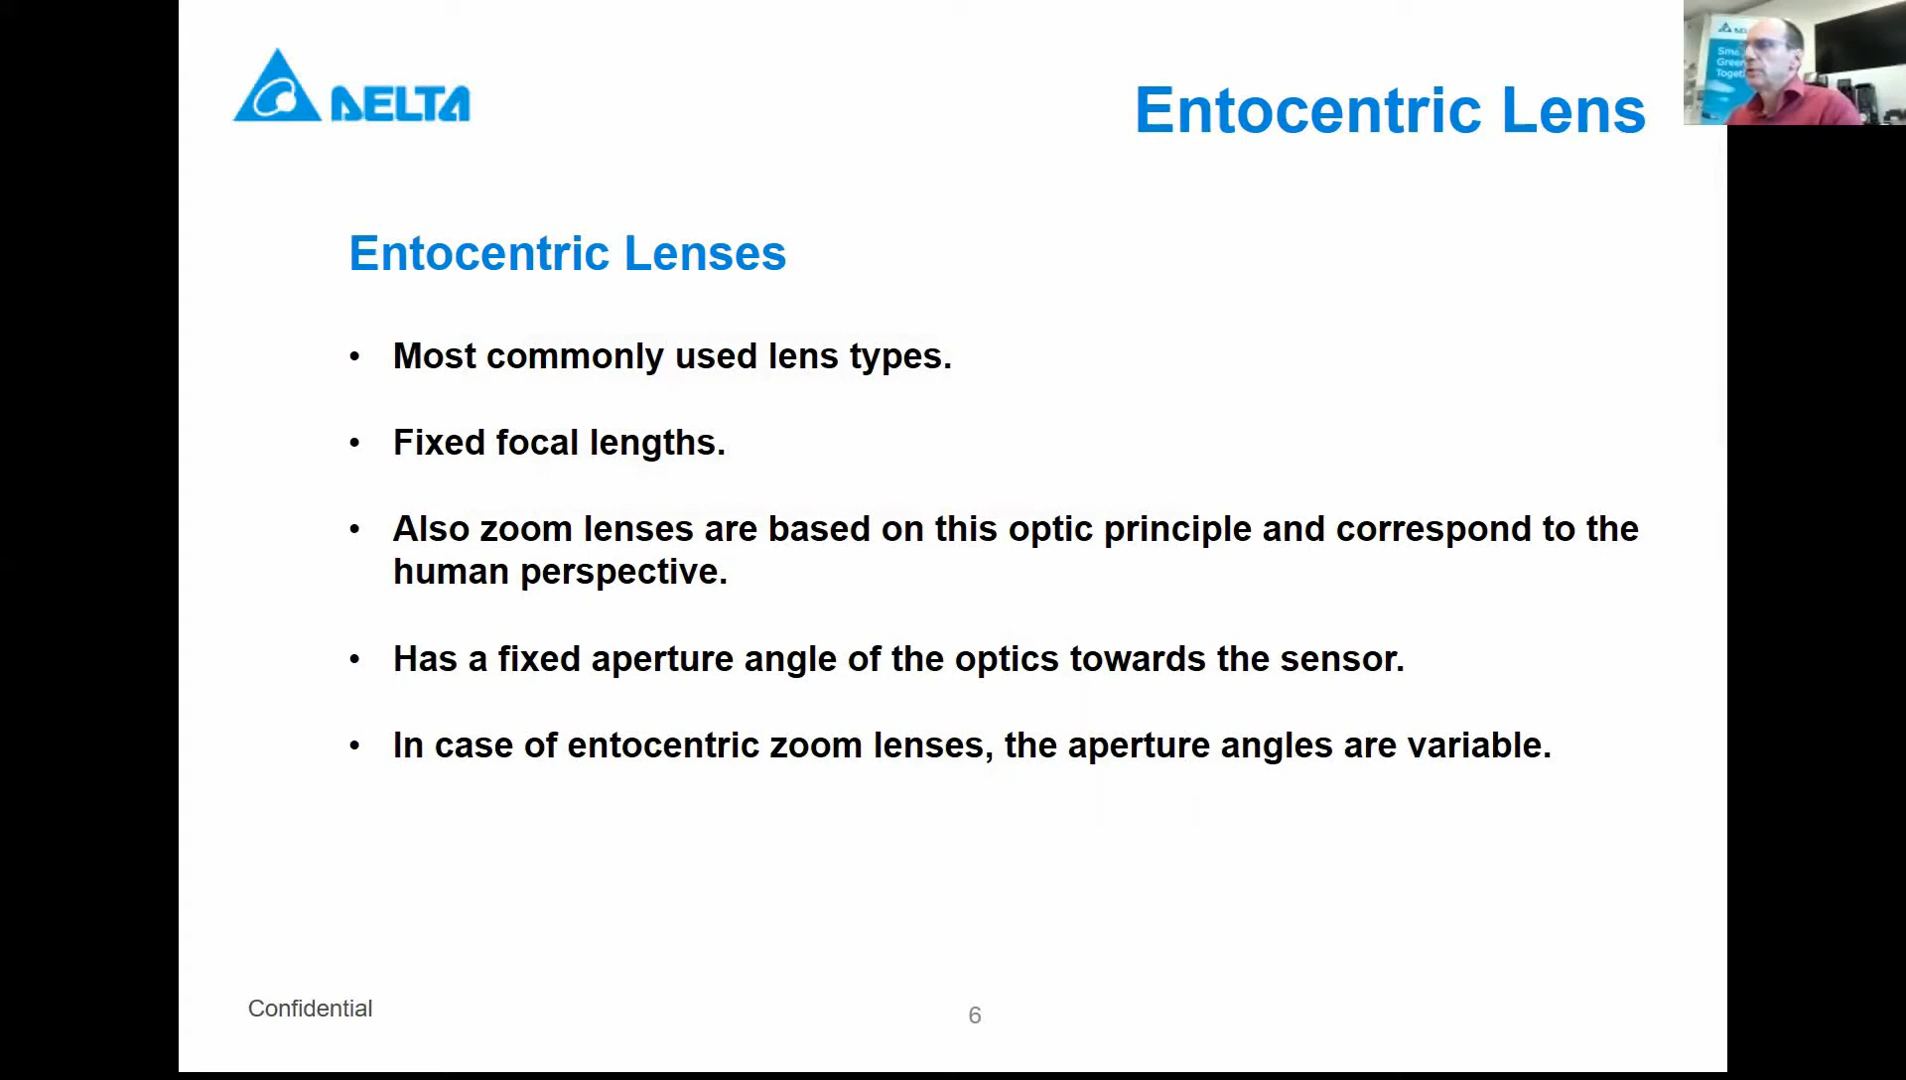 DELTA
Entocentric Lens
Entocentric Lenses
• Most commonly used lens types.
• Fixed focal lengths.
• Also zoom lenses are based on this optic principle and correspond to the
human perspective.
• Has a fixed aperture angle of the optics towards the sensor.
• In case of entocentric zoom lenses, the aperture angles are variable.
Confidential
6